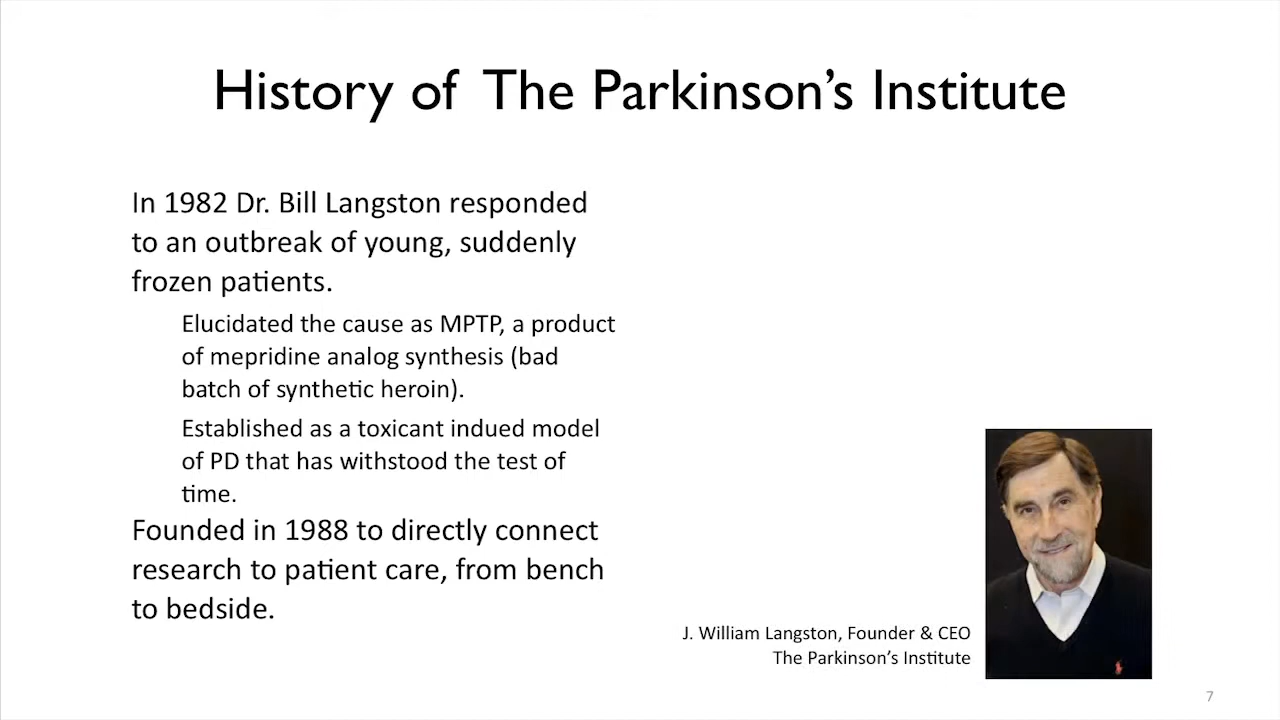 History of The Parkinson’s Institute
In 1982 Dr. Bill Langston responded
to an outbreak of young, suddenly
frozen patients.
Elucidated the cause as MPTP, a product
of mepridine analog synthesis (bad
batch of synthetic heroin).
Established as a toxicant indued model
of PD that has withstood the test of
time.
Founded in 1988 to directly connect
research to patient care, from bench
to bedside.
J. William Langston, Founder & CEO
The Parkinson’s Institute
7